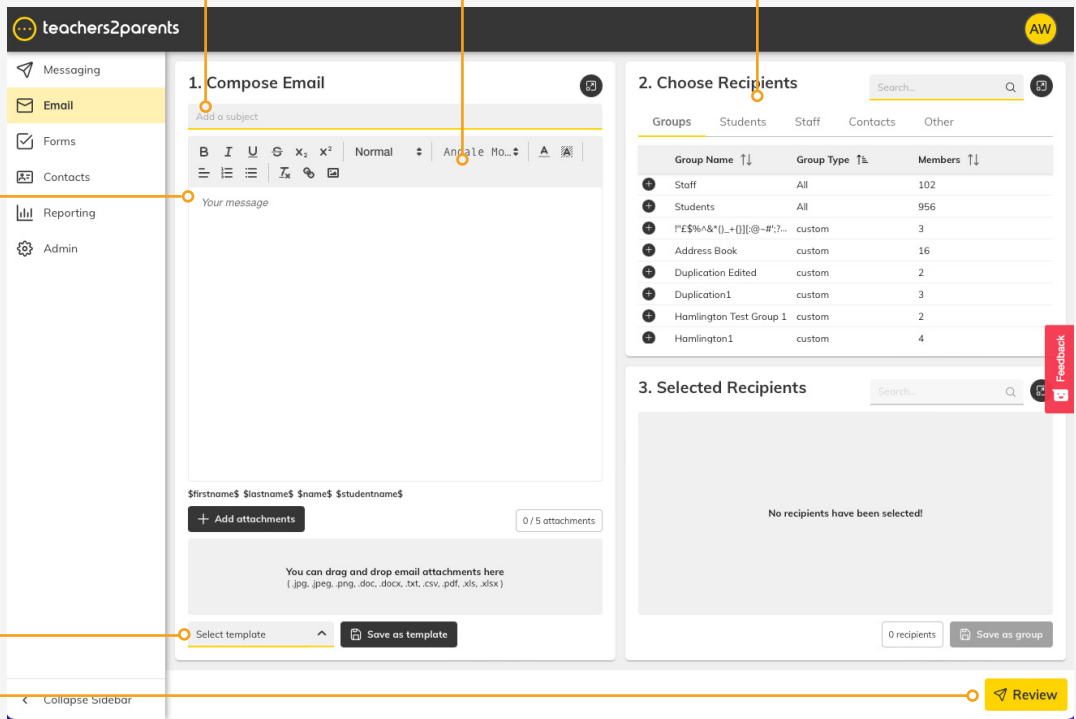 teachers2parents
AW
Messaging
Email
Forms
Contacts
Reporting
Admin
Collapse Sidebar
1. Compose Email
Add a subject
B I U S x₂ x² Normal Andale Mo... A A
Tx
Your message
$firstname$ $lastname$ $name$ $studentname$
+ Add attachments
0 / 5 attachments
You can drag and drop email attachments here
( .jpg, .jpeg, .png, .doc, .docx, .txt, .csv, .pdf, .xls, .xlsx )
Select template
Save as template
2. Choose Recipients
Search...
Groups Students Staff Contacts Other
Group Name Group Type Members
Staff All 102
Students All 956
!"£$%^&*()_+{}][:@~#';?... custom 3
Address Book custom 16
Duplication Edited custom 2
Duplication1 custom 3
Hamlington Test Group 1 custom 2
Hamlington1 custom 4
Feedback
3. Selected Recipients
Search...
No recipients have been selected!
0 recipients
Save as group
Review